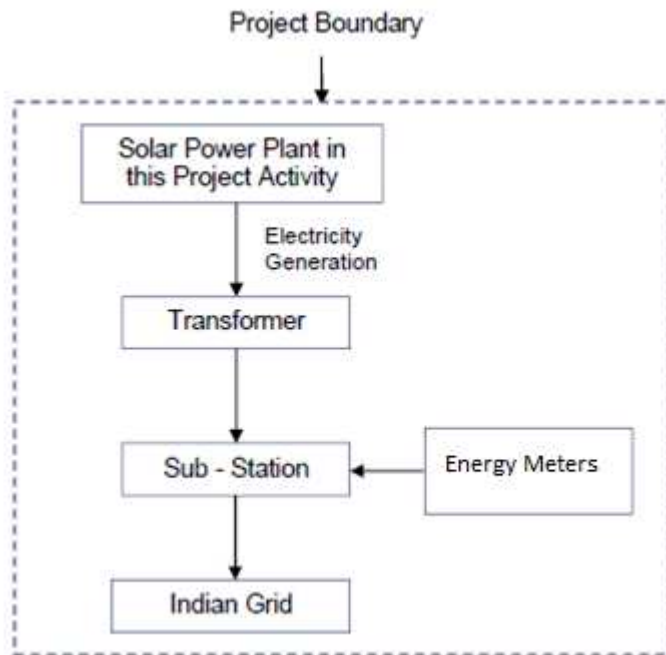 Project Boundary
Solar Power Plant in
this Project Activity
Electricity
Generation
Transformer
Sub - Station
Energy Meters
Indian Grid